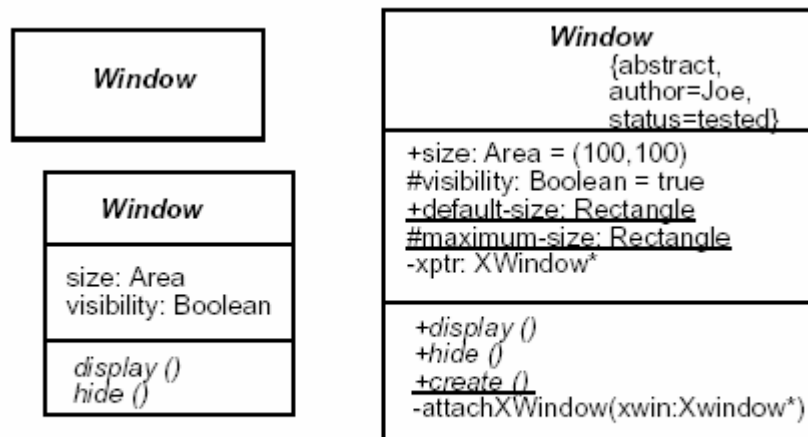 Window
Window
size: Area
visibility: Boolean
display ()
hide ()
Window
{abstract,
author=Joe,
status=tested}
+size: Area = (100,100)
#visibility: Boolean = true
+default-size: Rectangle
#maximum-size: Rectangle
-xptr: XWindow*
+display ()
+hide ()
+create ()
-attachXWindow(xwin:Xwindow*)